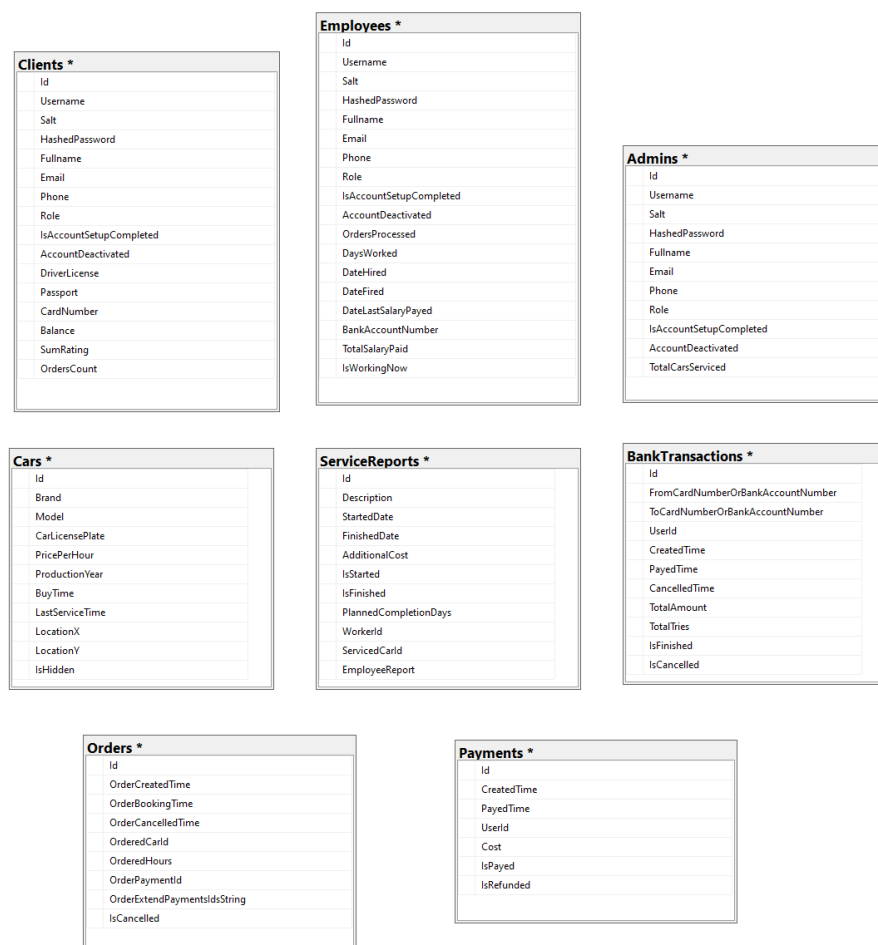 Clients *
Id
Username
Salt
HashedPassword
Fullname
Email
Phone
Role
IsAccountSetupCompleted
AccountDeactivated
DriverLicense
Passport
CardNumber
Balance
SumRating
OrdersCount
Employees *
Id
Username
Salt
HashedPassword
Fullname
Email
Phone
Role
IsAccountSetupCompleted
AccountDeactivated
OrdersProcessed
DaysWorked
DateHired
DateFired
DateLastSalaryPayed
BankAccountNumber
TotalSalaryPaid
IsWorkingNow
Admins *
Id
Username
Salt
HashedPassword
Fullname
Email
Phone
Role
IsAccountSetupCompleted
AccountDeactivated
TotalCarsServiced
Cars *
Id
Brand
Model
CarLicensePlate
PricePerHour
ProductionYear
BuyTime
LastServiceTime
LocationX
LocationY
IsHidden
ServiceReports *
Id
Description
StartedDate
FinishedDate
AdditionalCost
IsStarted
IsFinished
PlannedCompletionDays
WorkerId
ServicedCarId
EmployeeReport
BankTransactions *
Id
FromCardNumberOrBankAccountNumber
ToCardNumberOrBankAccountNumber
UserId
CreatedTime
PayedTime
CancelledTime
TotalAmount
TotalTries
IsFinished
IsCancelled
Orders *
Id
OrderCreatedTime
OrderBookingTime
OrderCancelledTime
OrderedCarId
OrderedHours
OrderPaymentId
OrderExtendPaymentsIdsString
IsCancelled
Payments *
Id
CreatedTime
PayedTime
UserId
Cost
IsPayed
IsRefunded